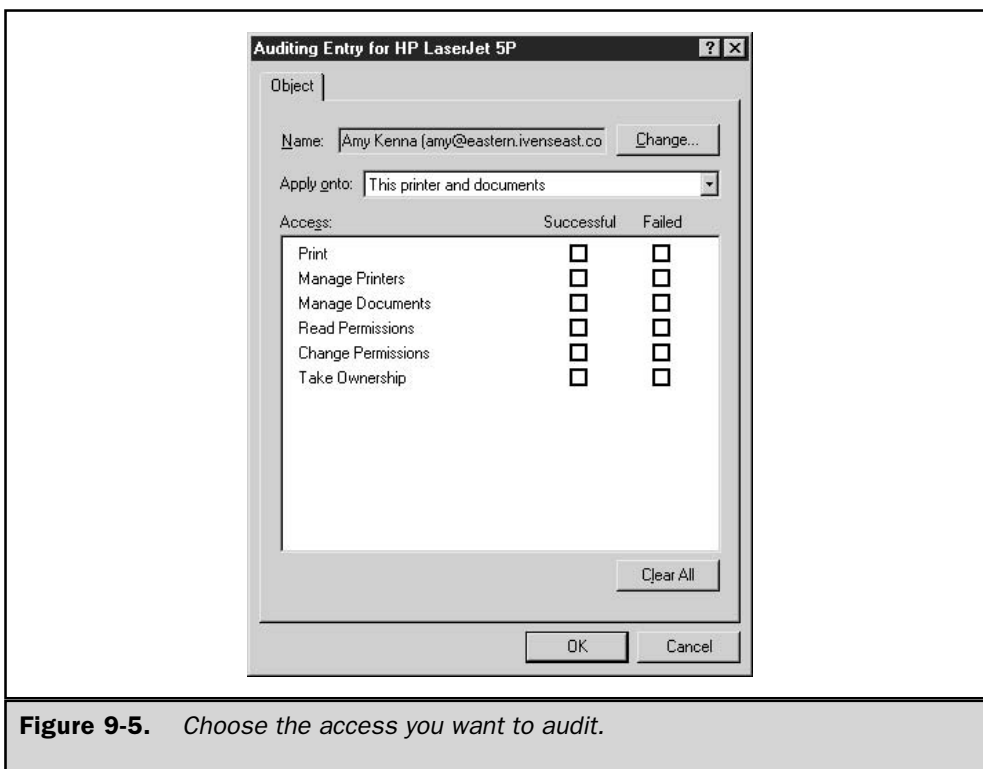 Auditing Entry for HP LaserJet 5P ? X
Object
Name: Amy Kenna (amy@eastern.ivenseast.co Change...
Apply onto: This printer and documents
Access: Successful Failed
Print
Manage Printers
Manage Documents
Read Permissions
Change Permissions
Take Ownership
Clear All
OK Cancel
Figure 9-5. Choose the access you want to audit.